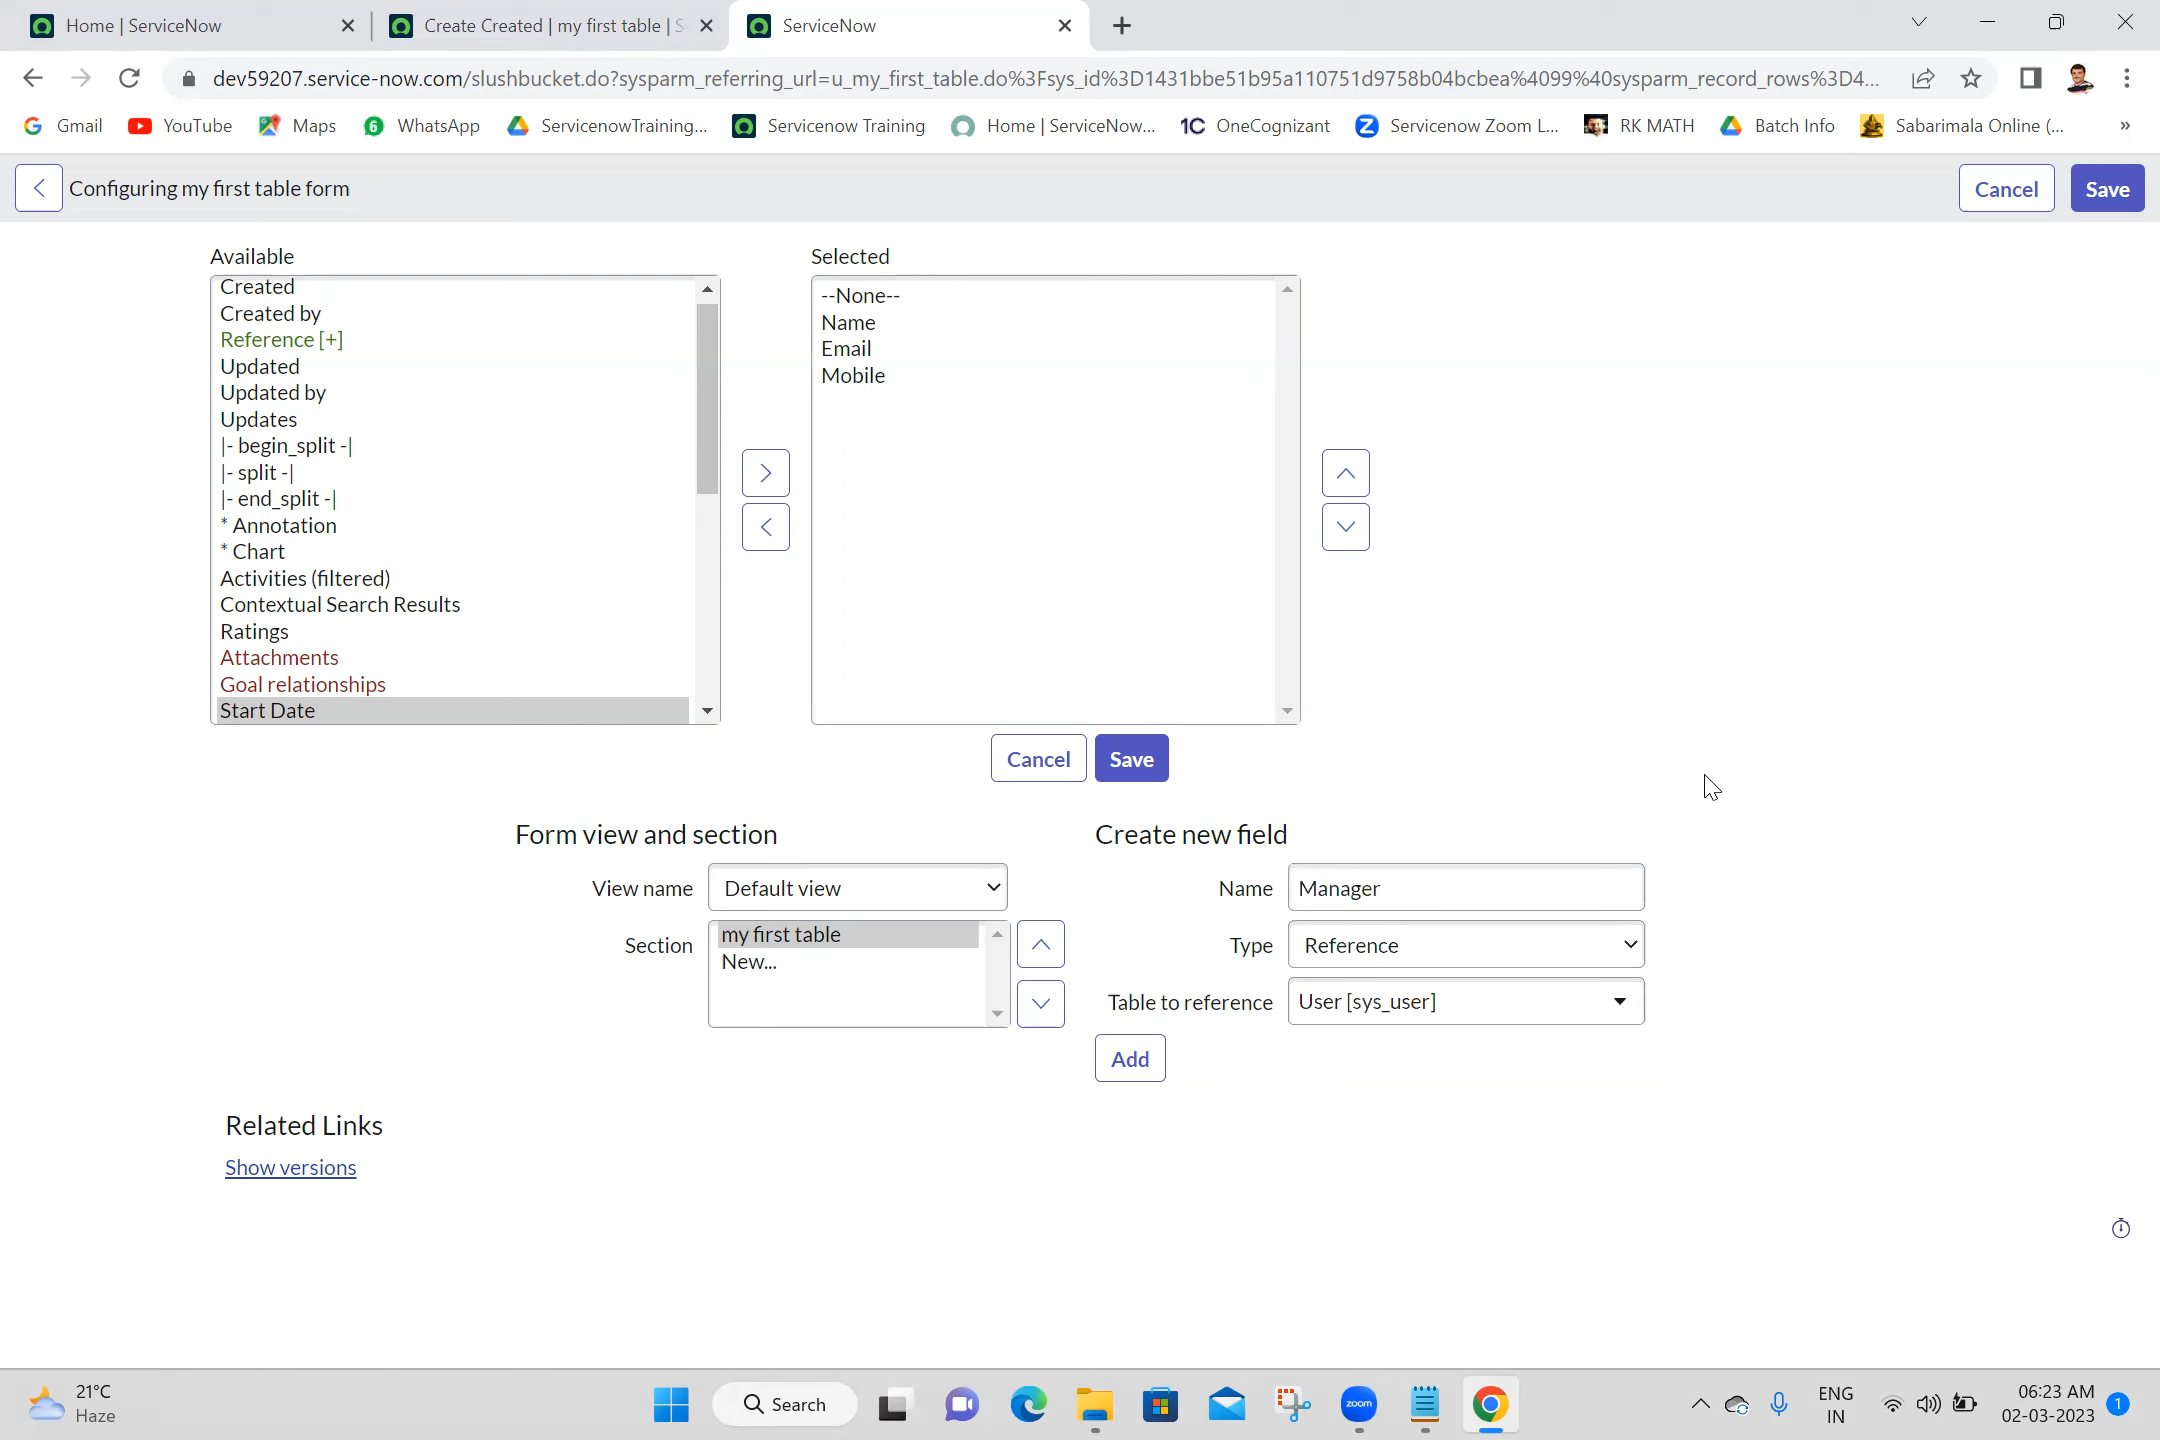 Home | ServiceNow
Create Created | my first table | S
ServiceNow
dev59207.service-now.com/slushbucket.do?sysparm_referring_url=u_my_first_table.do%3Fsys_id%3D1431bbe51b95a110751d9758b04bcbea%4099%40sysparm_record_rows%3D4...
Gmail
YouTube
Maps
WhatsApp
ServicenowTraining...
Servicenow Training
Home | ServiceNow...
OneCognizant
Servicenow Zoom L...
RK MATH
Batch Info
Sabarimala Online (...
»
Configuring my first table form
Cancel
Save
Available
Selected
Created
Created by
Reference [+]
Updated
Updated by
Updates
|- begin_split -|
|- split -|
|- end_split -|
* Annotation
* Chart
Activities (filtered)
Contextual Search Results
Ratings
Attachments
Goal relationships
Start Date
--None--
Name
Email
Mobile
Cancel
Save
Form view and section
View name
Default view
Section
my first table
New...
Create new field
Name
Manager
Type
Reference
Table to reference
User [sys_user]
Add
Related Links
Show versions
21°C
Haze
Search
zoom
ENG
IN
06:23 AM
02-03-2023
1